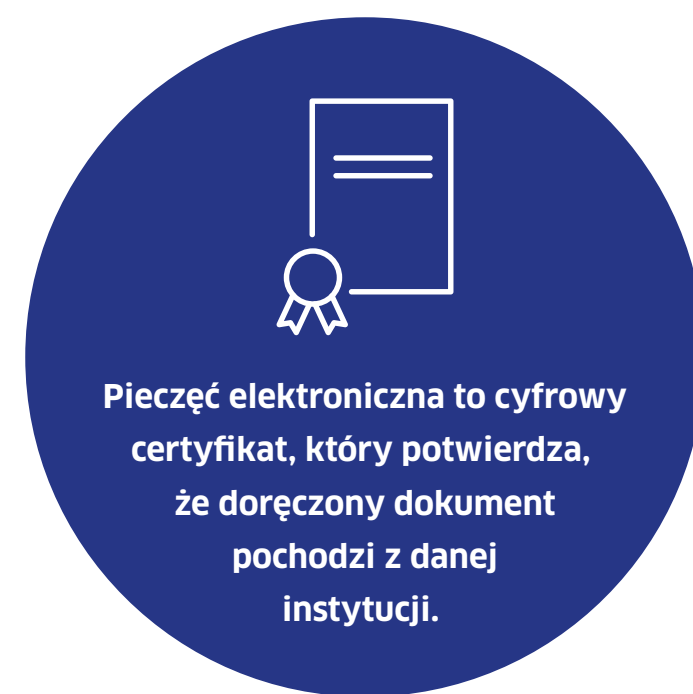 Pieczęć elektroniczna to cyfrowy
certyfikat, który potwierdza,
że doręczony dokument
pochodzi z danej
instytucji.